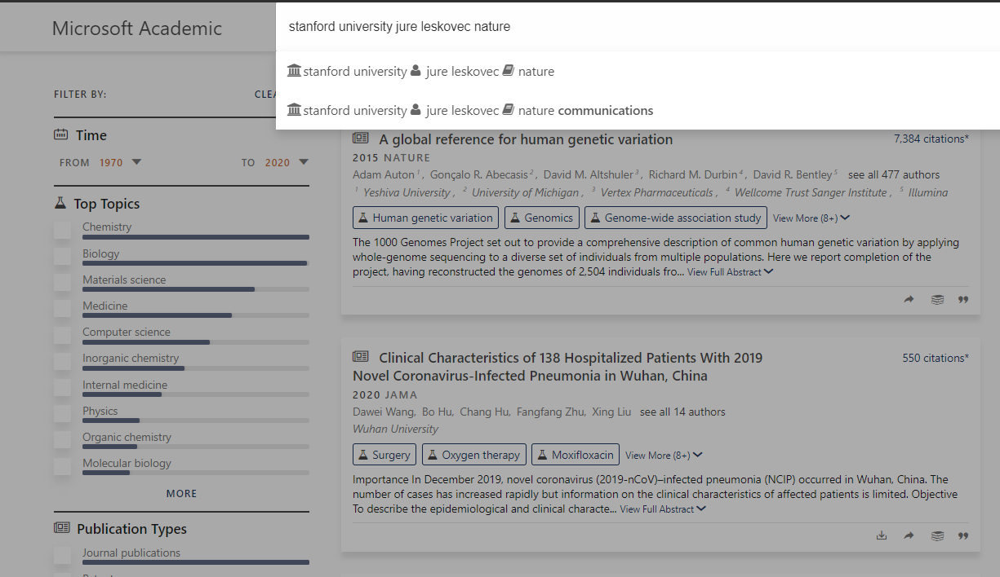 Microsoft Academic
stanford university jure leskovec nature
stanford university jure leskovec nature
stanford university jure leskovec nature communications
FILTER BY:
Time
FROM 1970 TO 2020
Top Topics
Chemistry
Biology
Materials science
Medicine
Computer science
Inorganic chemistry
Internal medicine
Physics
Organic chemistry
Molecular biology
MORE
Publication Types
Journal publications
A global reference for human genetic variation
7,384 citations*
2015 NATURE
Adam Auton 1, Gonçalo R. Abecasis 2, David M. Altshuler 3, Richard M. Durbin 4, David R. Bentley 5 see all 477 authors
1 Yeshiva University, 2 University of Michigan, 3 Vertex Pharmaceuticals, 4 Wellcome Trust Sanger Institute, 5 Illumina
Human genetic variation Genomics Genome-wide association study View More (8+)
The 1000 Genomes Project set out to provide a comprehensive description of common human genetic variation by applying
whole-genome sequencing to a diverse set of individuals from multiple populations. Here we report completion of the
project, having reconstructed the genomes of 2,504 individuals fro... View Full Abstract
Clinical Characteristics of 138 Hospitalized Patients With 2019
550 citations*
Novel Coronavirus-Infected Pneumonia in Wuhan, China
2020 JAMA
Dawei Wang, Bo Hu, Chang Hu, Fangfang Zhu, Xing Liu see all 14 authors
Wuhan University
Surgery Oxygen therapy Moxifloxacin View More (8+)
Importance In December 2019, novel coronavirus (2019-nCoV)–infected pneumonia (NCIP) occurred in Wuhan, China. The
number of cases has increased rapidly but information on the clinical characteristics of affected patients is limited. Objective
To describe the epidemiological and clinical characte... View Full Abstract